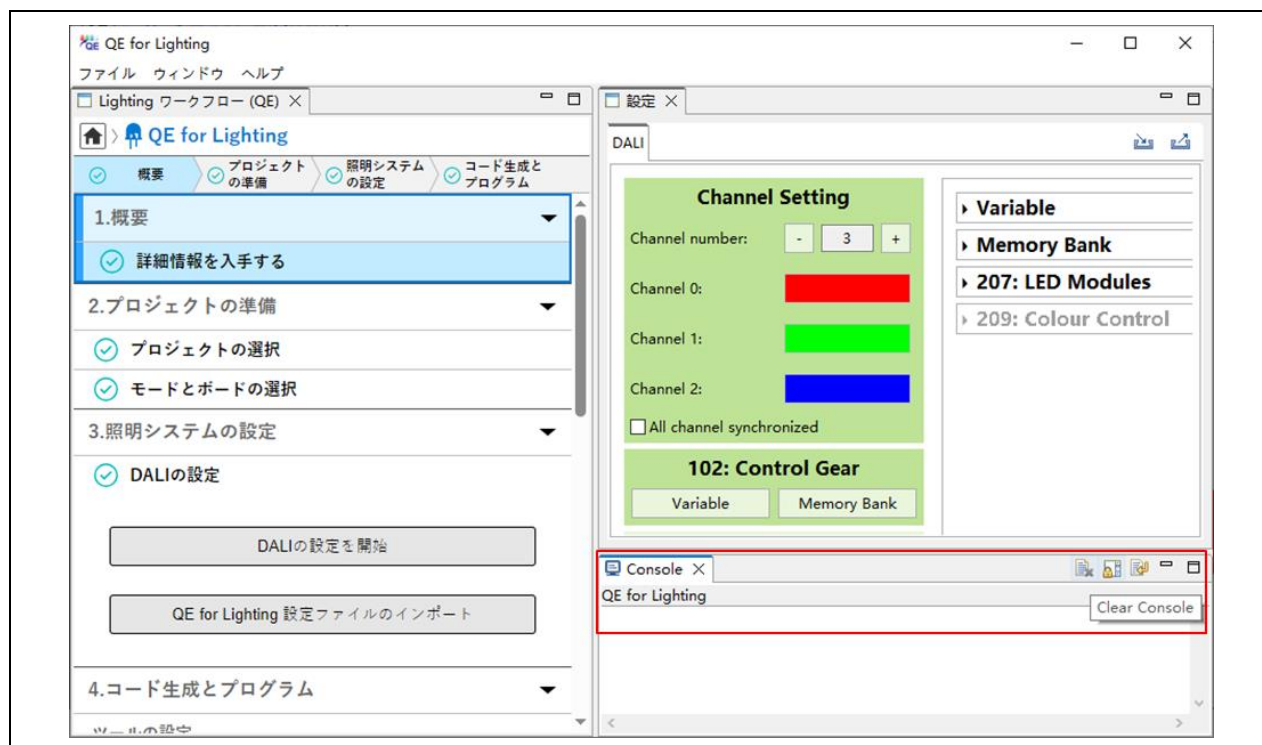 QE for Lighting
ファイル ウィンドウ ヘルプ
Lighting ワークフロー (QE)
QE for Lighting
概要
プロジェクト
の準備
照明システム
の設定
コード生成と
プログラム
1.概要
詳細情報を入手する
2.プロジェクトの準備
プロジェクトの選択
モードとボードの選択
3.照明システムの設定
DALIの設定
DALIの設定を開始
QE for Lighting 設定ファイルのインポート
4.コード生成とプログラム
ツールの設定
設定
DALI
Channel Setting
Channel number: - 3 +
Channel 0:
Channel 1:
Channel 2:
All channel synchronized
102: Control Gear
Variable Memory Bank
Variable
Memory Bank
207: LED Modules
209: Colour Control
Console
QE for Lighting
Clear Console